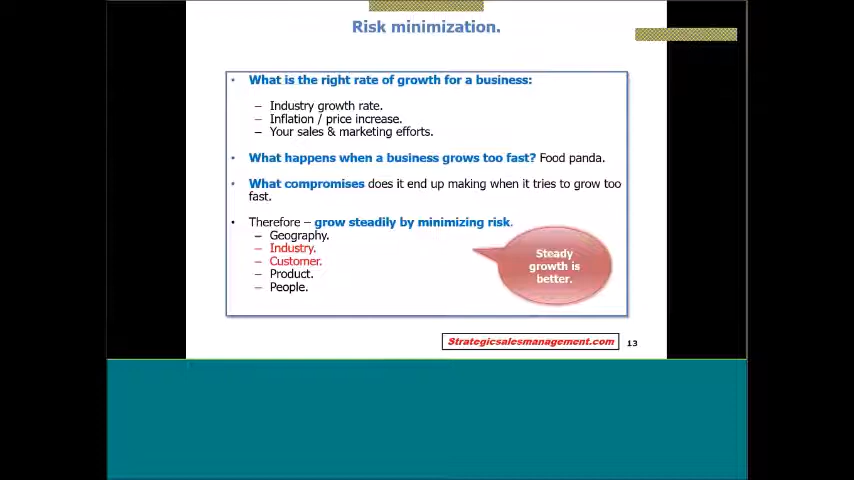 Risk minimization.
• What is the right rate of growth for a business:
– Industry growth rate.
– Inflation / price increase.
– Your sales & marketing efforts.
• What happens when a business grows too fast? Food panda.
• What compromises does it end up making when it tries to grow too
fast.
• Therefore – grow steadily by minimizing risk.
– Geography.
– Industry.
– Customer.
– Product.
– People.
Steady
growth is
better.
Strategicsalesmanagement.com
13